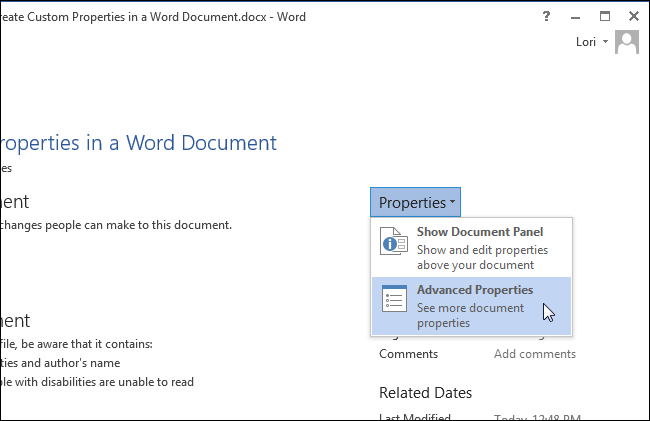 reate Custom Properties in a Word Document.docx - Word
?
Lori
roperties in a Word Document
es
ment
changes people can make to this document.
Properties
Show Document Panel
Show and edit properties
above your document
Advanced Properties
See more document
properties
ment
file, be aware that it contains:
ties and author's name
ple with disabilities are unable to read
Comments Add comments
Related Dates
Last Modified Today, 12:48 PM